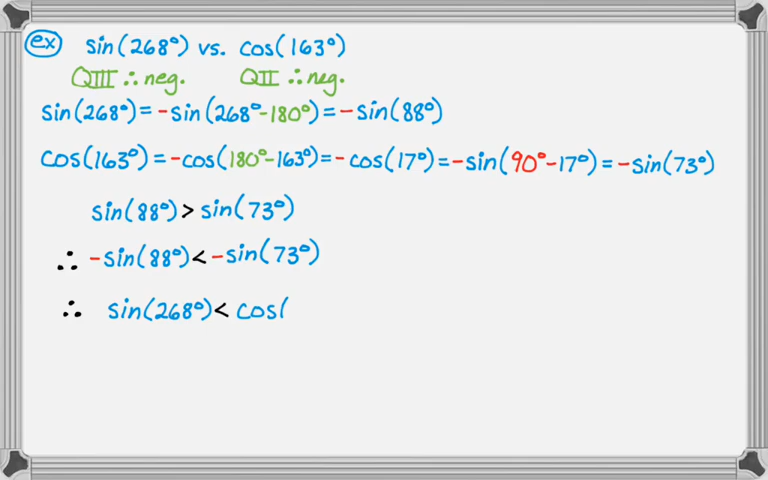 ex sin(268°) vs. cos(163°)
QIII ∴ neg. QII ∴ neg.
sin(268°) = -sin(268°-180°) = -sin(88°)
cos(163°) = -cos(180°-163°) = -cos(17°) = -sin(90°-17°) = -sin(73°)
sin(88°) > sin(73°)
∴ -sin(88°) < -sin(73°)
∴ sin(268°) < cos(